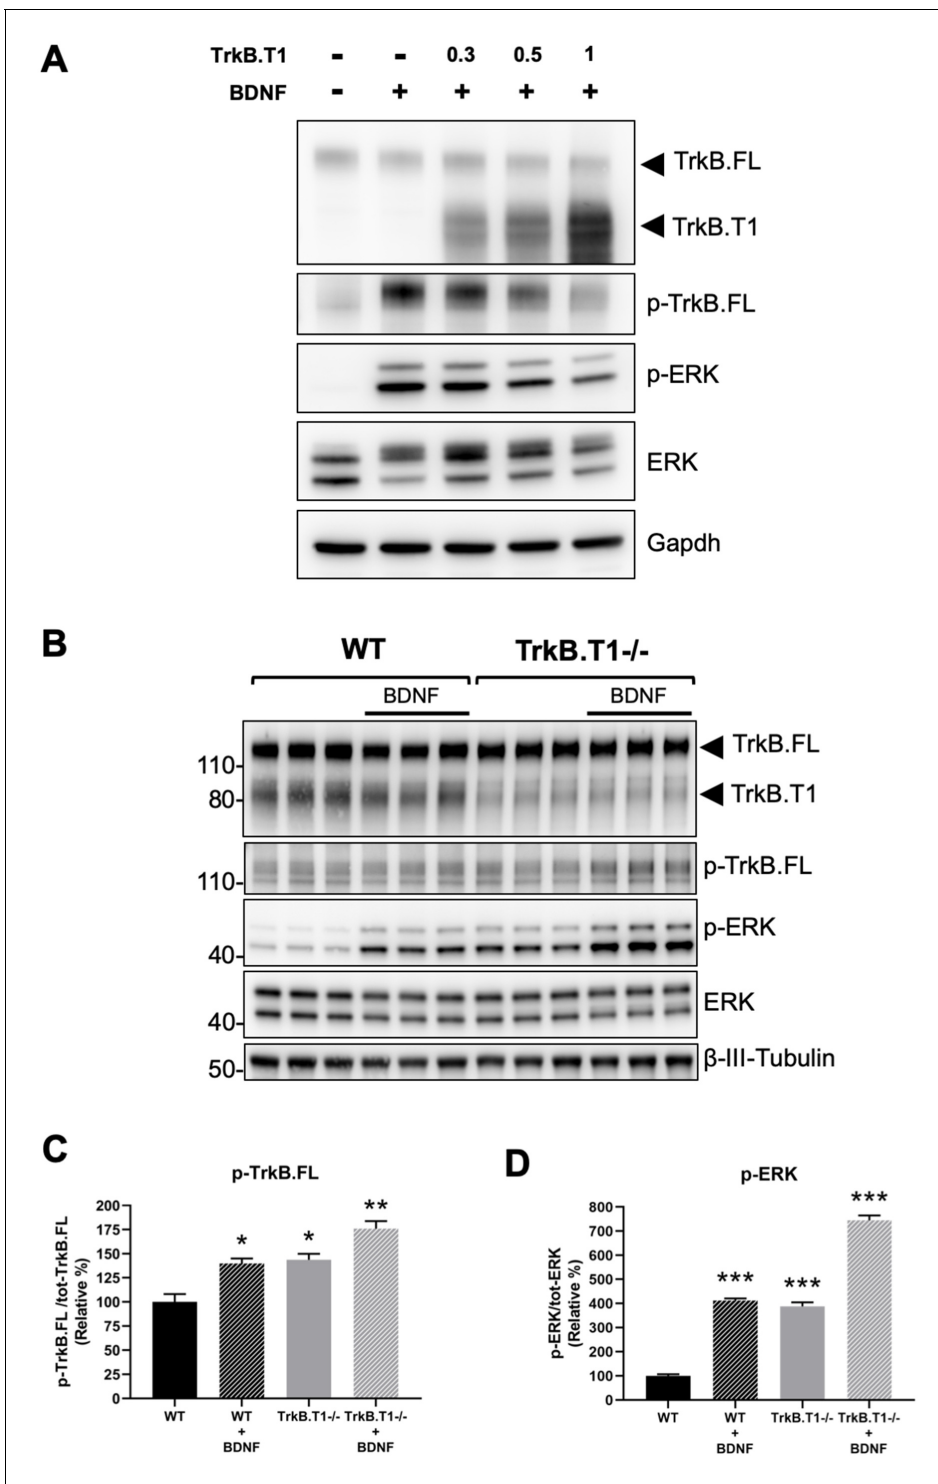 A
TrkB.T1 - - 0.3 0.5 1
BDNF - + + + +
TrkB.FL
TrkB.T1
p-TrkB.FL
p-ERK
ERK
Gapdh
B
WT TrkB.T1-/-
BDNF BDNF
TrkB.FL
110-
80- TrkB.T1
p-TrkB.FL
110-
p-ERK
40-
ERK
40-
β-III-Tubulin
50-
C
p-TrkB.FL
p-TrkB.FL /tot-TrkB.FL
(Relative %)
200
175
150
125
100
75
50
25
0
* * **
WT WT + BDNF TrkB.T1-/- TrkB.T1-/- + BDNF
D
p-ERK
p-ERK/tot-ERK
(Relative %)
800
700
600
500
400
300
200
100
0
*** *** ***
WT WT + BDNF TrkB.T1-/- TrkB.T1-/- + BDNF